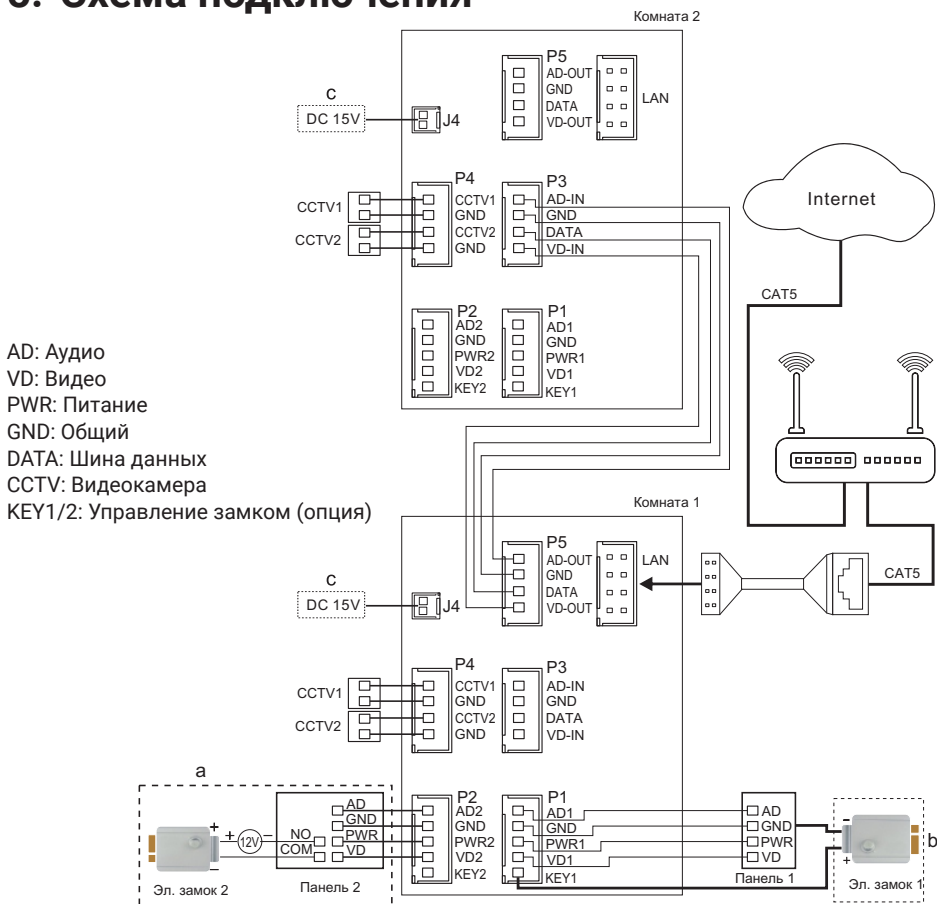 Комната 2
P5
AD-OUT
GND
DATA
VD-OUT
LAN
c
DC 15V
J4
P4
CCTV1
GND
CCTV2
GND
CCTV1
CCTV2
P3
AD-IN
GND
DATA
VD-IN
Internet
CAT5
P2
AD2
GND
PWR2
VD2
KEY2
P1
AD1
GND
PWR1
VD1
KEY1
AD: Аудио
VD: Видео
PWR: Питание
GND: Общий
DATA: Шина данных
CCTV: Видеокамера
KEY1/2: Управление замком (опция)
Комната 1
P5
AD-OUT
GND
DATA
VD-OUT
LAN
CAT5
c
DC 15V
J4
P4
CCTV1
GND
CCTV2
GND
CCTV1
CCTV2
P3
AD-IN
GND
DATA
VD-IN
a
P2
AD2
GND
PWR2
VD2
KEY2
P1
AD1
GND
PWR1
VD1
KEY1
AD
GND
PWR
VD
NO
COM
+
+ 12V −
−
Эл. замок 2
Панель 2
AD
GND
PWR
VD
Панель 1
−
+
b
Эл. замок 1